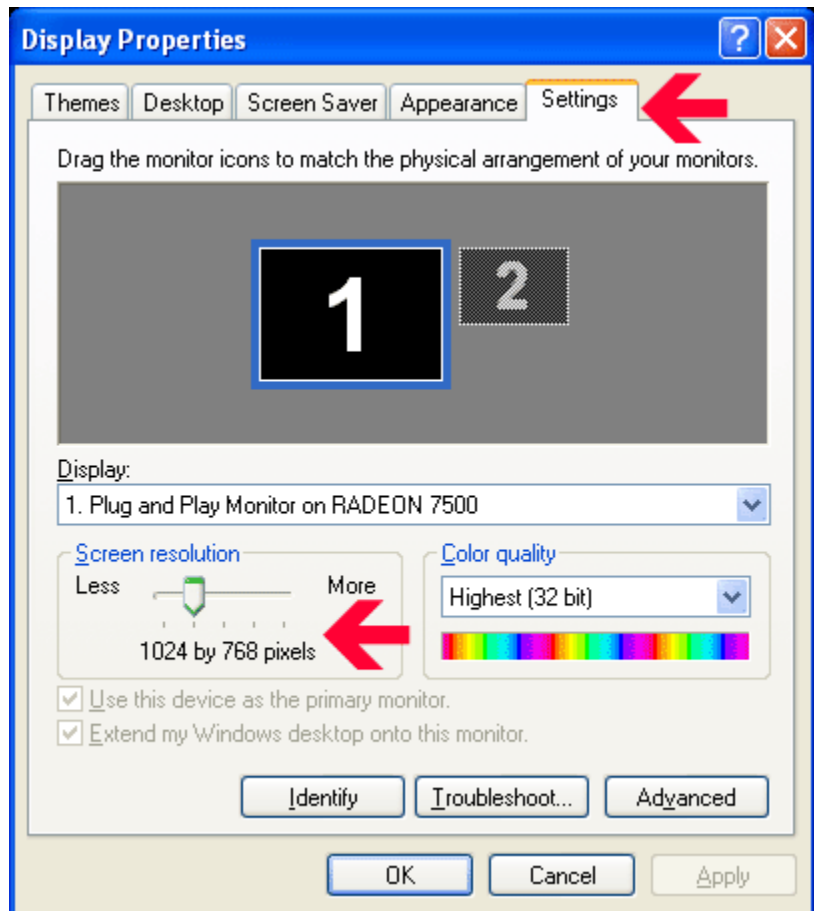 Display Properties
?
Themes Desktop Screen Saver Appearance Settings
Drag the monitor icons to match the physical arrangement of your monitors.
1 2
Display:
1. Plug and Play Monitor on RADEON 7500
Screen resolution
Less More
1024 by 768 pixels
Color quality
Highest (32 bit)
Use this device as the primary monitor.
Extend my Windows desktop onto this monitor.
Identify Troubleshoot... Advanced
OK Cancel Apply